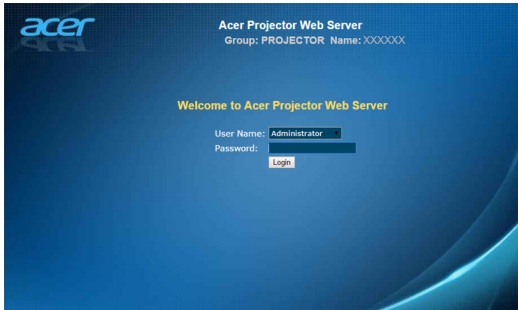 acer
Acer Projector Web Server
Group: PROJECTOR Name: XXXXXX
Welcome to Acer Projector Web Server
User Name: Administrator
Password:
Login